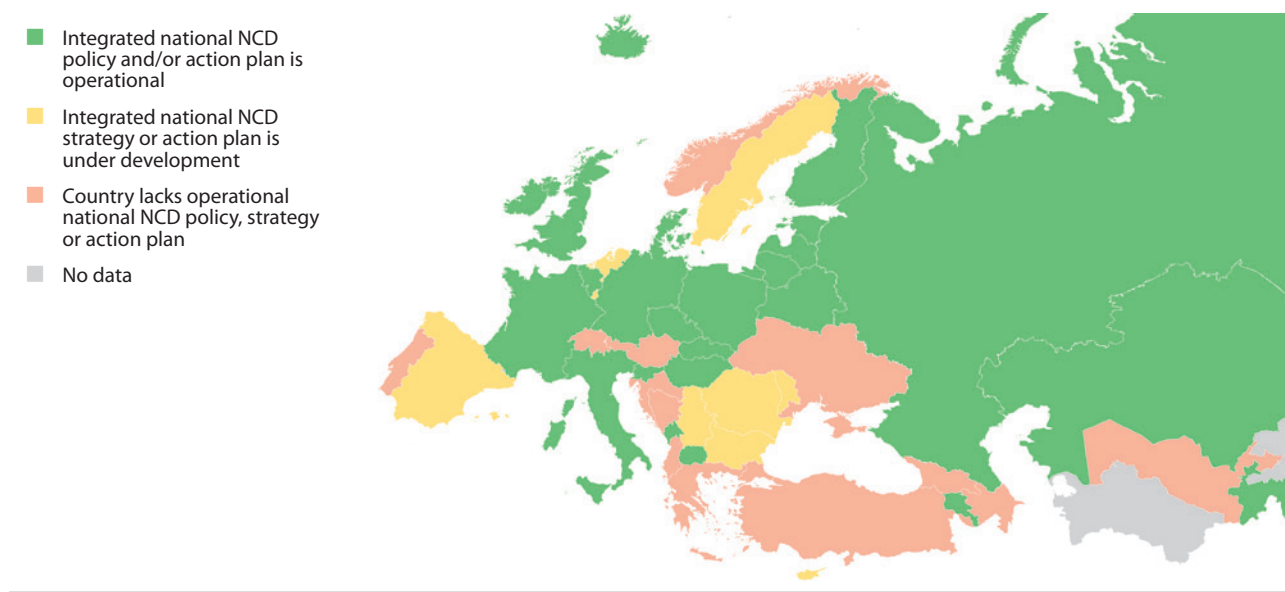 Integrated national NCD
policy and/or action plan is
operational
Integrated national NCD
strategy or action plan is
under development
Country lacks operational
national NCD policy, strategy
or action plan
No data